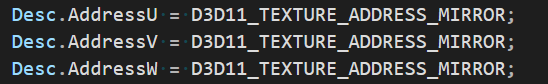 Desc.AddressU = D3D11_TEXTURE_ADDRESS_MIRROR;
Desc.AddressV = D3D11_TEXTURE_ADDRESS_MIRROR;
Desc.AddressW = D3D11_TEXTURE_ADDRESS_MIRROR;